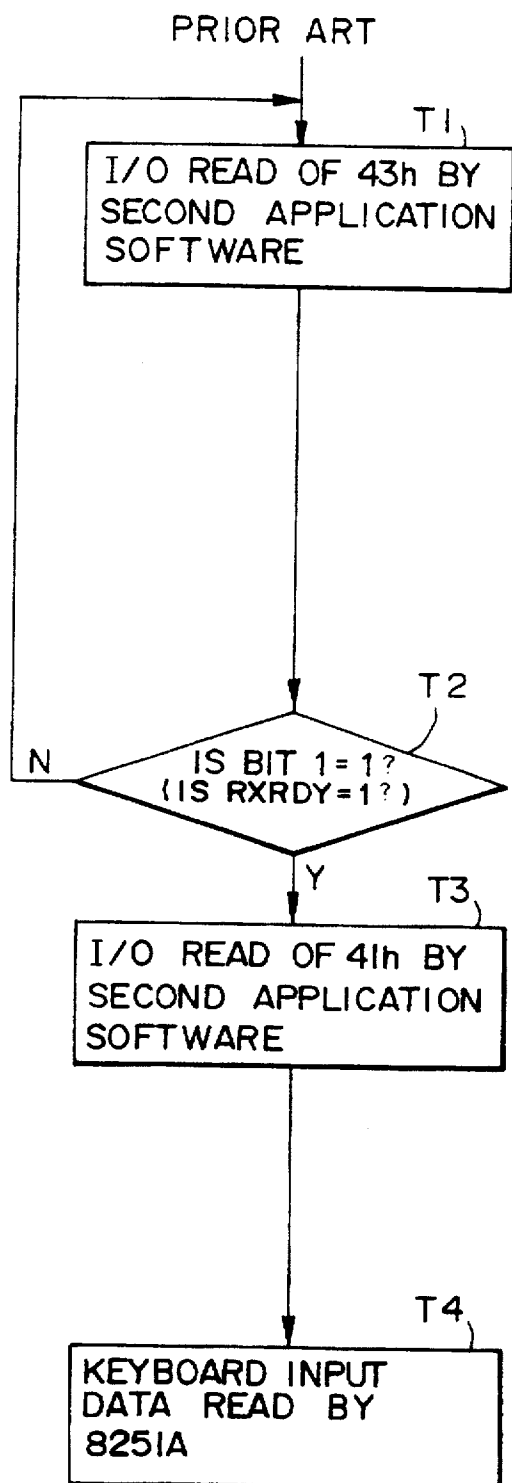 PRIOR ART
T1
I/O READ OF 43h BY
SECOND APPLICATION
SOFTWARE
T2
IS BIT 1=1?
(IS RXRDY=1?)
N
Y
T3
I/O READ OF 41h BY
SECOND APPLICATION
SOFTWARE
T4
KEYBOARD INPUT
DATA READ BY
8251A